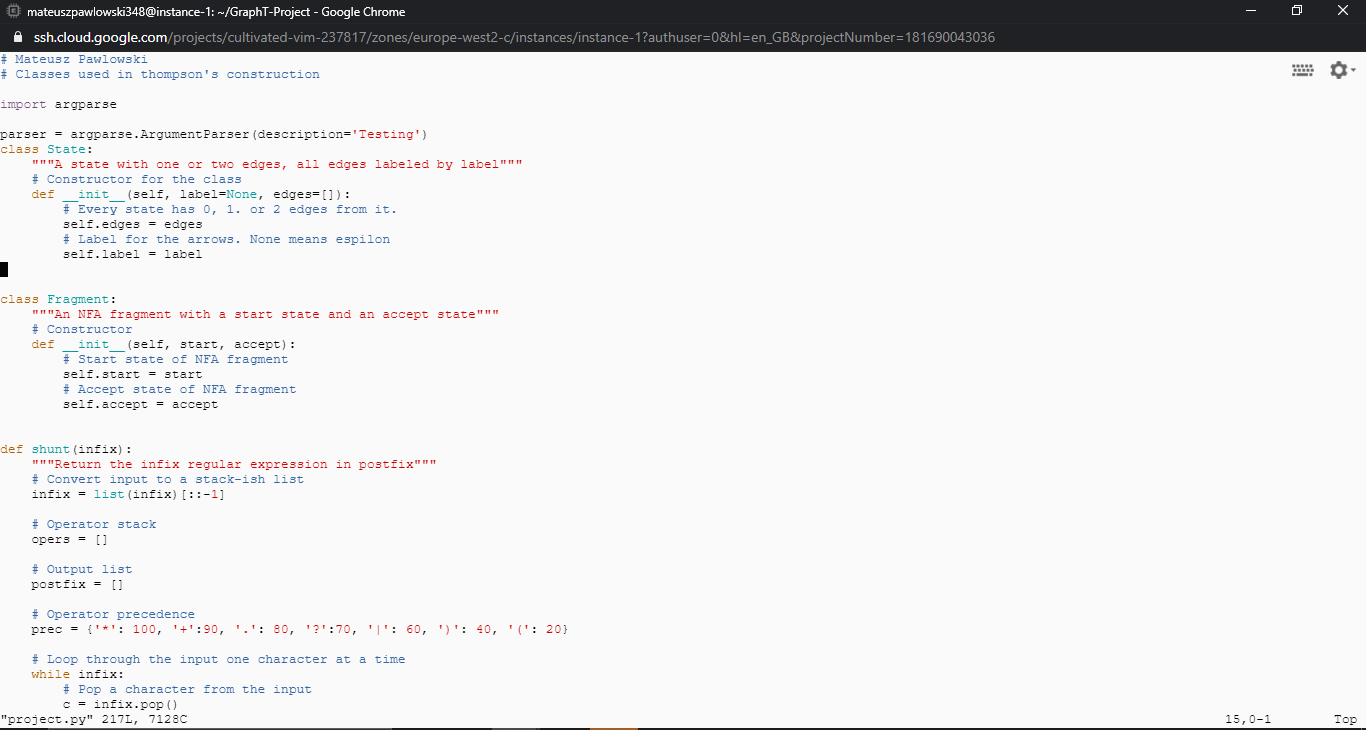 mateuszpawlowski348@instance-1: ~/GraphT-Project - Google Chrome
ssh.cloud.google.com/projects/cultivated-vim-237817/zones/europe-west2-c/instances/instance-1?authuser=0&hl=en_GB&projectNumber=181690043036
# Mateusz Pawlowski
# Classes used in thompson's construction
import argparse
parser = argparse.ArgumentParser(description='Testing')
class State:
    """A state with one or two edges, all edges labeled by label"""
    # Constructor for the class
    def __init__(self, label=None, edges=[]):
        # Every state has 0, 1. or 2 edges from it.
        self.edges = edges
        # Label for the arrows. None means espilon
        self.label = label
class Fragment:
    """An NFA fragment with a start state and an accept state"""
    # Constructor
    def __init__(self, start, accept):
        # Start state of NFA fragment
        self.start = start
        # Accept state of NFA fragment
        self.accept = accept
def shunt(infix):
    """Return the infix regular expression in postfix"""
    # Convert input to a stack-ish list
    infix = list(infix)[::-1]
    # Operator stack
    opers = []
    # Output list
    postfix = []
    # Operator precedence
    prec = {'*': 100, '+':90, '.': 80, '?':70, '|': 60, ')': 40, '(': 20}
    # Loop through the input one character at a time
    while infix:
        # Pop a character from the input
        c = infix.pop()
"project.py" 217L, 7128C 15,0-1 Top